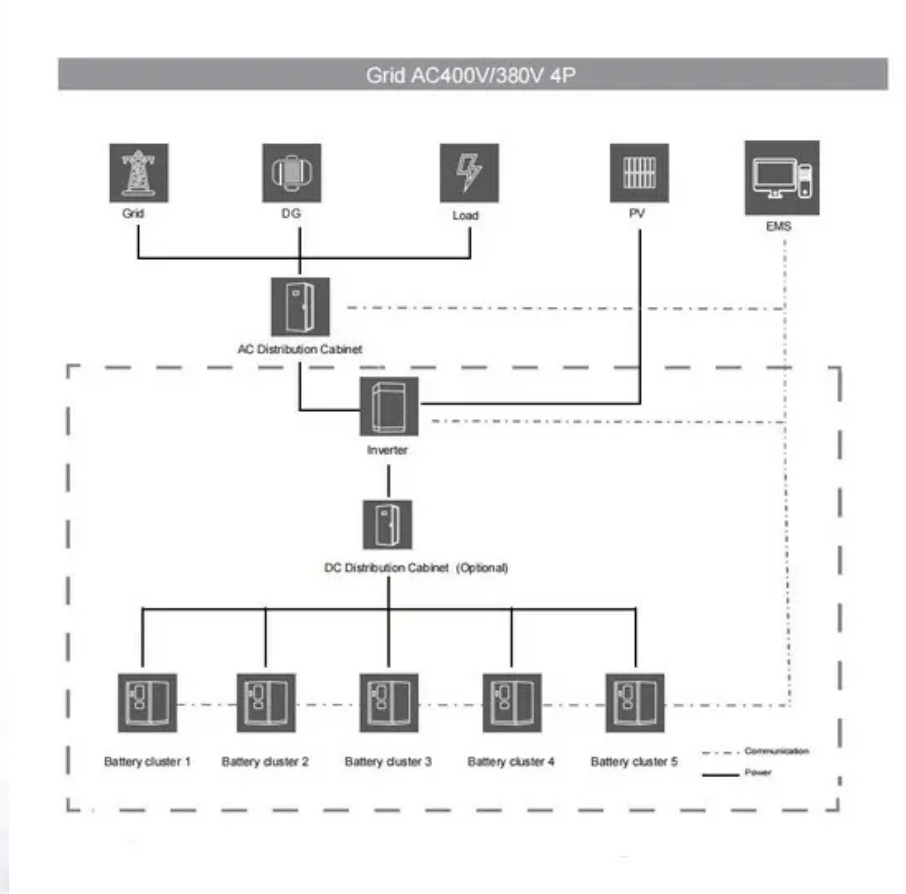 Grid AC400V/380V 4P
Grid
DG
Load
PV
EMS
AC Distribution Cabinet
Inverter
DC Distribution Cabinet (Optional)
Battery cluster 1
Battery cluster 2
Battery cluster 3
Battery cluster 4
Battery cluster 5
Communication
Power